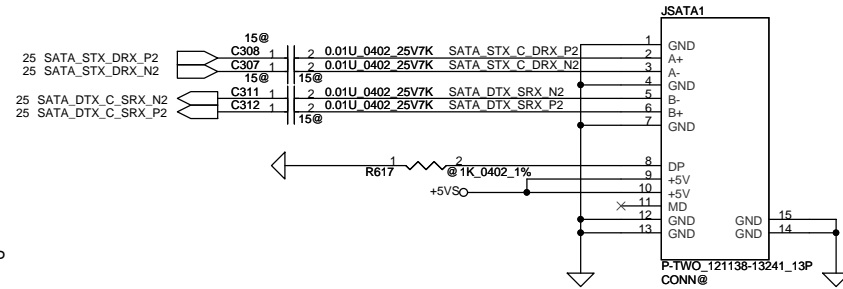 JSATA1
15@
25 SATA_STX_DRX_P2 C308 1 2 0.01U_0402_25V7K SATA_STX_C_DRX_P2
25 SATA_STX_DRX_N2 C307 1 2 0.01U_0402_25V7K SATA_STX_C_DRX_N2
15@ 15@
25 SATA_DTX_C_SRX_N2 C311 1 2 0.01U_0402_25V7K SATA_DTX_SRX_N2
25 SATA_DTX_C_SRX_P2 C312 1 2 0.01U_0402_25V7K SATA_DTX_SRX_P2
15@
1 GND
2 A+
3 A-
4 GND
5 B-
6 B+
7 GND
R617 1 2 @ 1K_0402_1%
+5VS
8 DP
9 +5V
10 +5V
11 MD
12 GND GND 15
13 GND GND 14
P-TWO_121138-13241_13P
CONN@